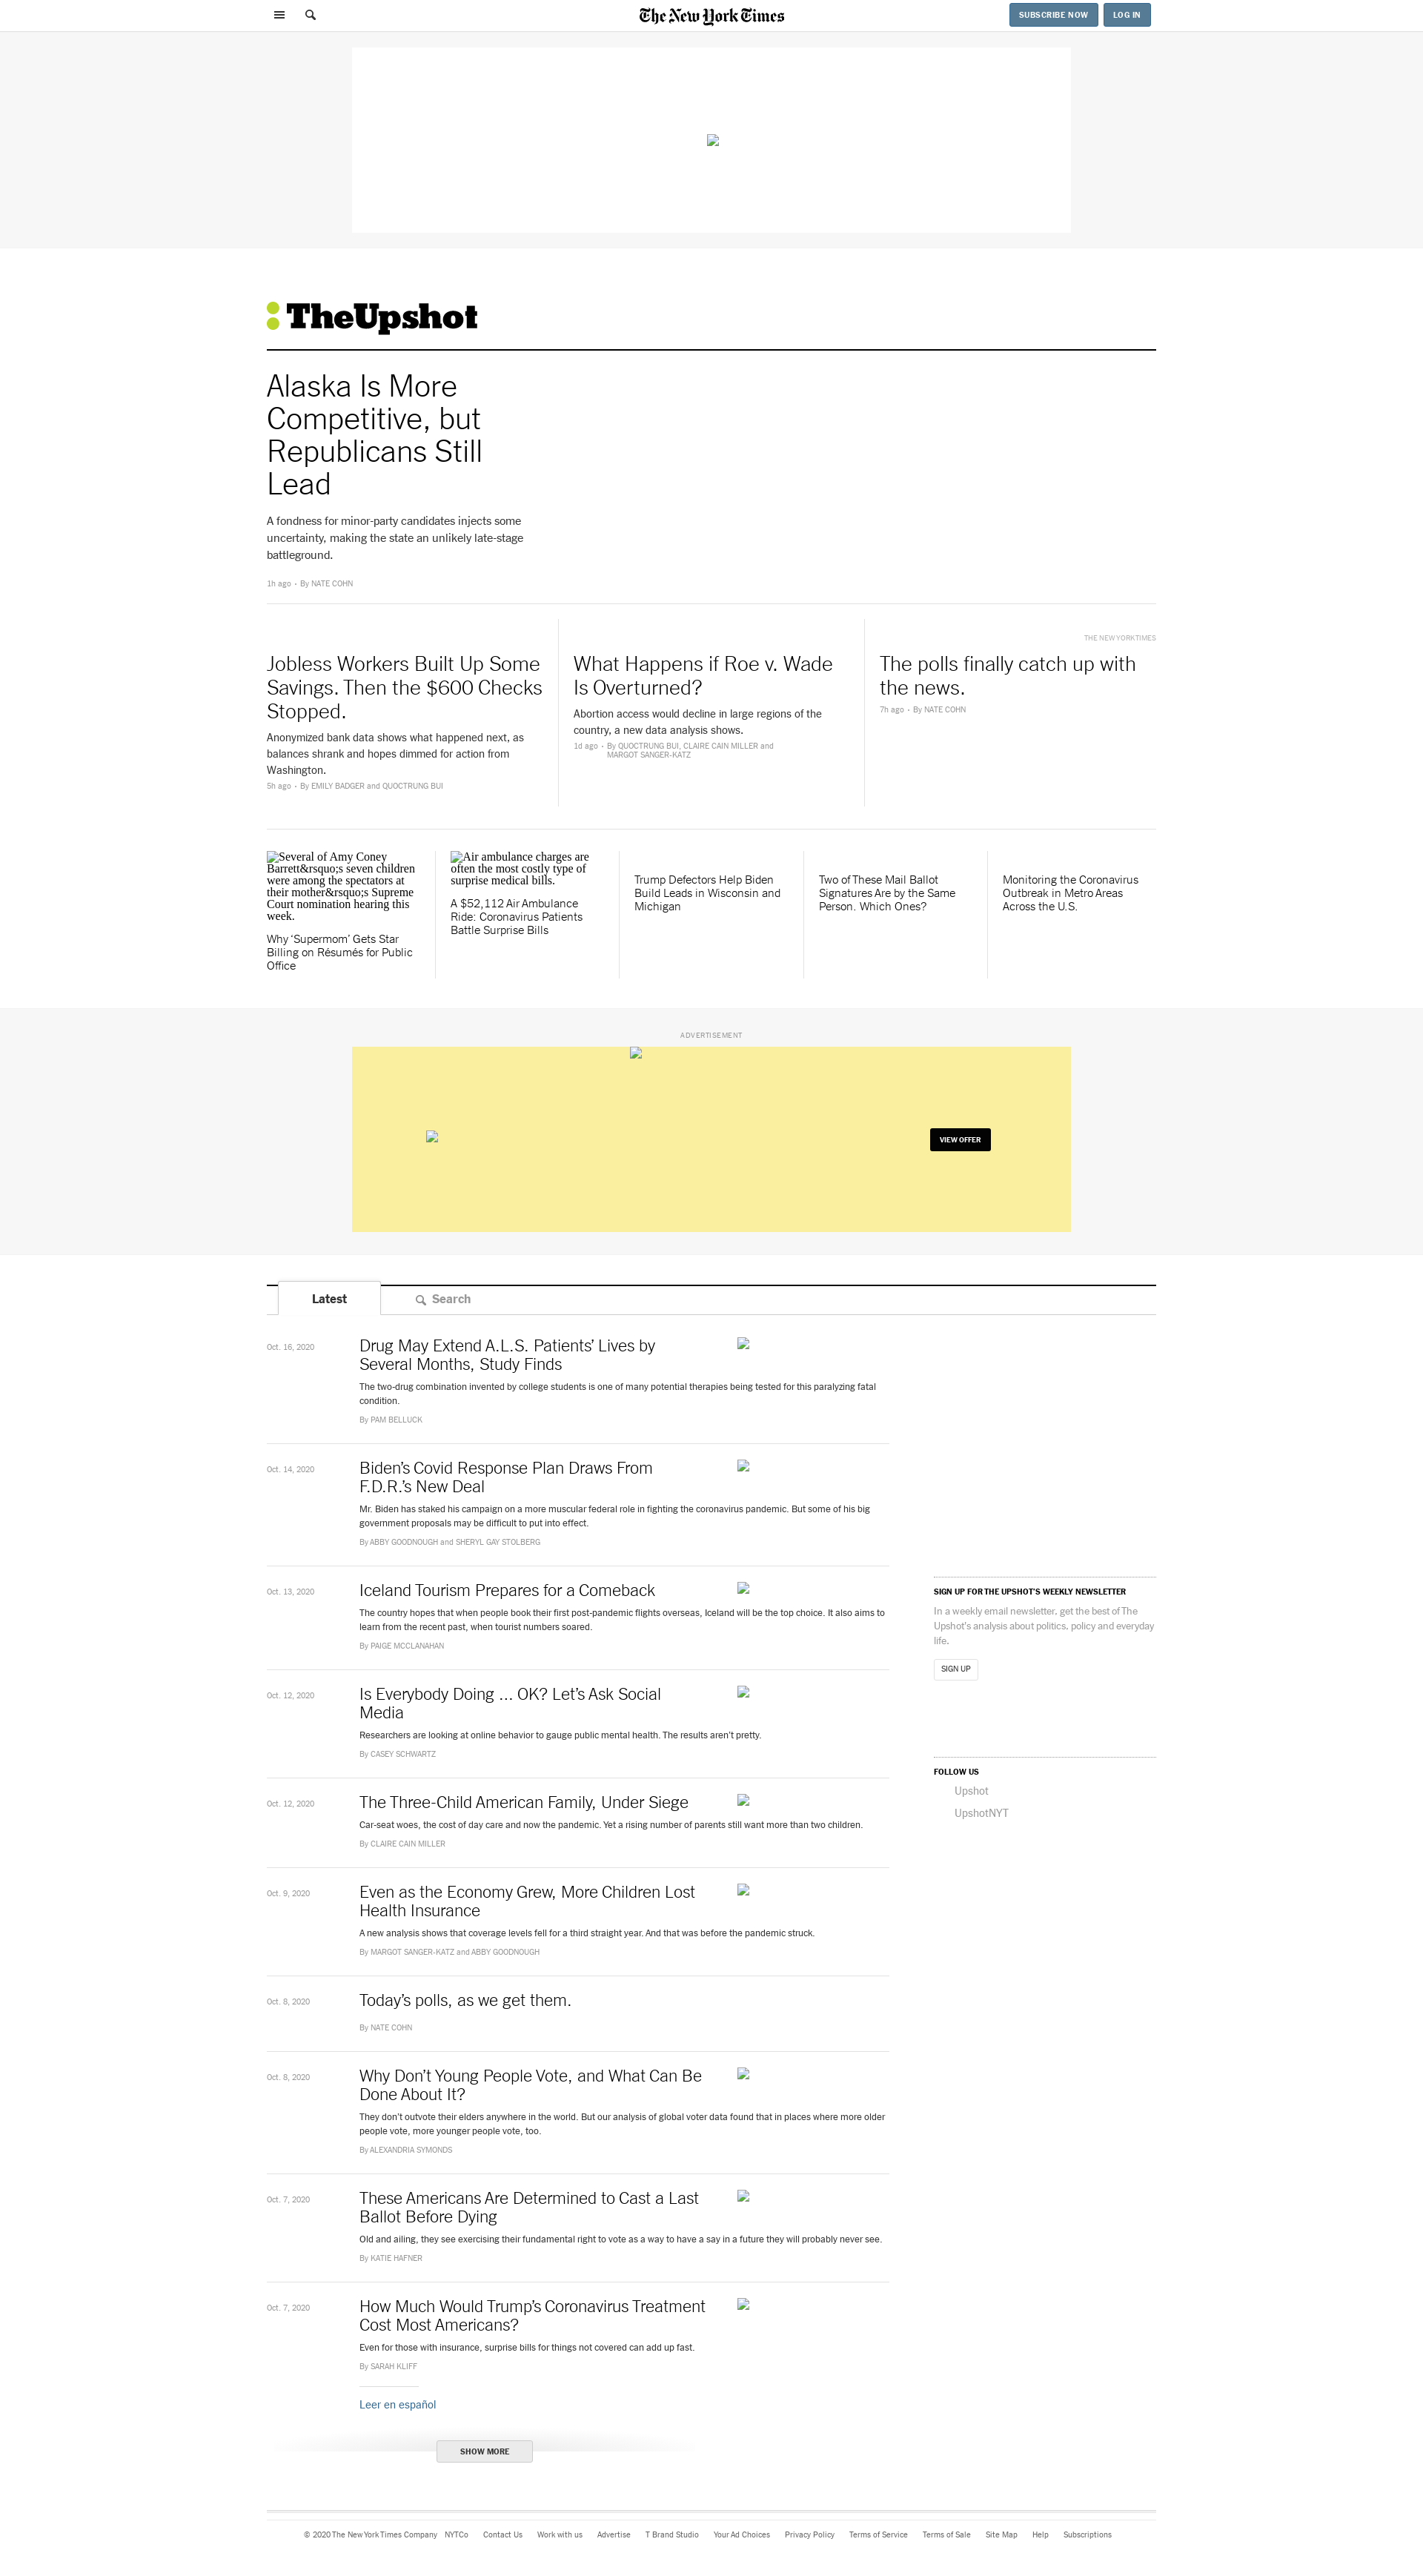 The New York Times
SUBSCRIBE NOW
LOG IN
TheUpshot
Alaska Is More
Competitive, but
Republicans Still
Lead
A fondness for minor-party candidates injects some
uncertainty, making the state an unlikely late-stage
battleground.
1h ago • By NATE COHN
Jobless Workers Built Up Some
Savings. Then the $600 Checks
Stopped.
Anonymized bank data shows what happened next, as
balances shrank and hopes dimmed for action from
Washington.
5h ago • By EMILY BADGER and QUOCTRUNG BUI
What Happens if Roe v. Wade
Is Overturned?
Abortion access would decline in large regions of the
country, a new data analysis shows.
1d ago • By QUOCTRUNG BUI, CLAIRE CAIN MILLER and
MARGOT SANGER-KATZ
THE NEW YORK TIMES
The polls finally catch up with
the news.
7h ago • By NATE COHN
Several of Amy Coney
Barrett&rsquo;s seven children
were among the spectators at
their mother&rsquo;s Supreme
Court nomination hearing this
week.
Why ‘Supermom’ Gets Star
Billing on Résumés for Public
Office
Air ambulance charges are
often the most costly type of
surprise medical bills.
A $52,112 Air Ambulance
Ride: Coronavirus Patients
Battle Surprise Bills
Trump Defectors Help Biden
Build Leads in Wisconsin and
Michigan
Two of These Mail Ballot
Signatures Are by the Same
Person. Which Ones?
Monitoring the Coronavirus
Outbreak in Metro Areas
Across the U.S.
ADVERTISEMENT
VIEW OFFER
Latest
Search
Oct. 16, 2020
Drug May Extend A.L.S. Patients’ Lives by
Several Months, Study Finds
The two-drug combination invented by college students is one of many potential therapies being tested for this paralyzing fatal
condition.
By PAM BELLUCK
Oct. 14, 2020
Biden’s Covid Response Plan Draws From
F.D.R.’s New Deal
Mr. Biden has staked his campaign on a more muscular federal role in fighting the coronavirus pandemic. But some of his big
government proposals may be difficult to put into effect.
By ABBY GOODNOUGH and SHERYL GAY STOLBERG
Oct. 13, 2020
Iceland Tourism Prepares for a Comeback
The country hopes that when people book their first post-pandemic flights overseas, Iceland will be the top choice. It also aims to
learn from the recent past, when tourist numbers soared.
By PAIGE MCCLANAHAN
Oct. 12, 2020
Is Everybody Doing ... OK? Let’s Ask Social
Media
Researchers are looking at online behavior to gauge public mental health. The results aren’t pretty.
By CASEY SCHWARTZ
Oct. 12, 2020
The Three-Child American Family, Under Siege
Car-seat woes, the cost of day care and now the pandemic. Yet a rising number of parents still want more than two children.
By CLAIRE CAIN MILLER
Oct. 9, 2020
Even as the Economy Grew, More Children Lost
Health Insurance
A new analysis shows that coverage levels fell for a third straight year. And that was before the pandemic struck.
By MARGOT SANGER-KATZ and ABBY GOODNOUGH
Oct. 8, 2020
Today’s polls, as we get them.
By NATE COHN
Oct. 8, 2020
Why Don’t Young People Vote, and What Can Be
Done About It?
They don’t outvote their elders anywhere in the world. But our analysis of global voter data found that in places where more older
people vote, more younger people vote, too.
By ALEXANDRIA SYMONDS
Oct. 7, 2020
These Americans Are Determined to Cast a Last
Ballot Before Dying
Old and ailing, they see exercising their fundamental right to vote as a way to have a say in a future they will probably never see.
By KATIE HAFNER
Oct. 7, 2020
How Much Would Trump’s Coronavirus Treatment
Cost Most Americans?
Even for those with insurance, surprise bills for things not covered can add up fast.
By SARAH KLIFF
Leer en español
SHOW MORE
SIGN UP FOR THE UPSHOT’S WEEKLY NEWSLETTER
In a weekly email newsletter, get the best of The
Upshot’s analysis about politics, policy and everyday
life.
SIGN UP
FOLLOW US
Upshot
UpshotNYT
© 2020 The New York Times Company NYTCo Contact Us Work with us Advertise T Brand Studio Your Ad Choices Privacy Policy Terms of Service Terms of Sale Site Map Help Subscriptions